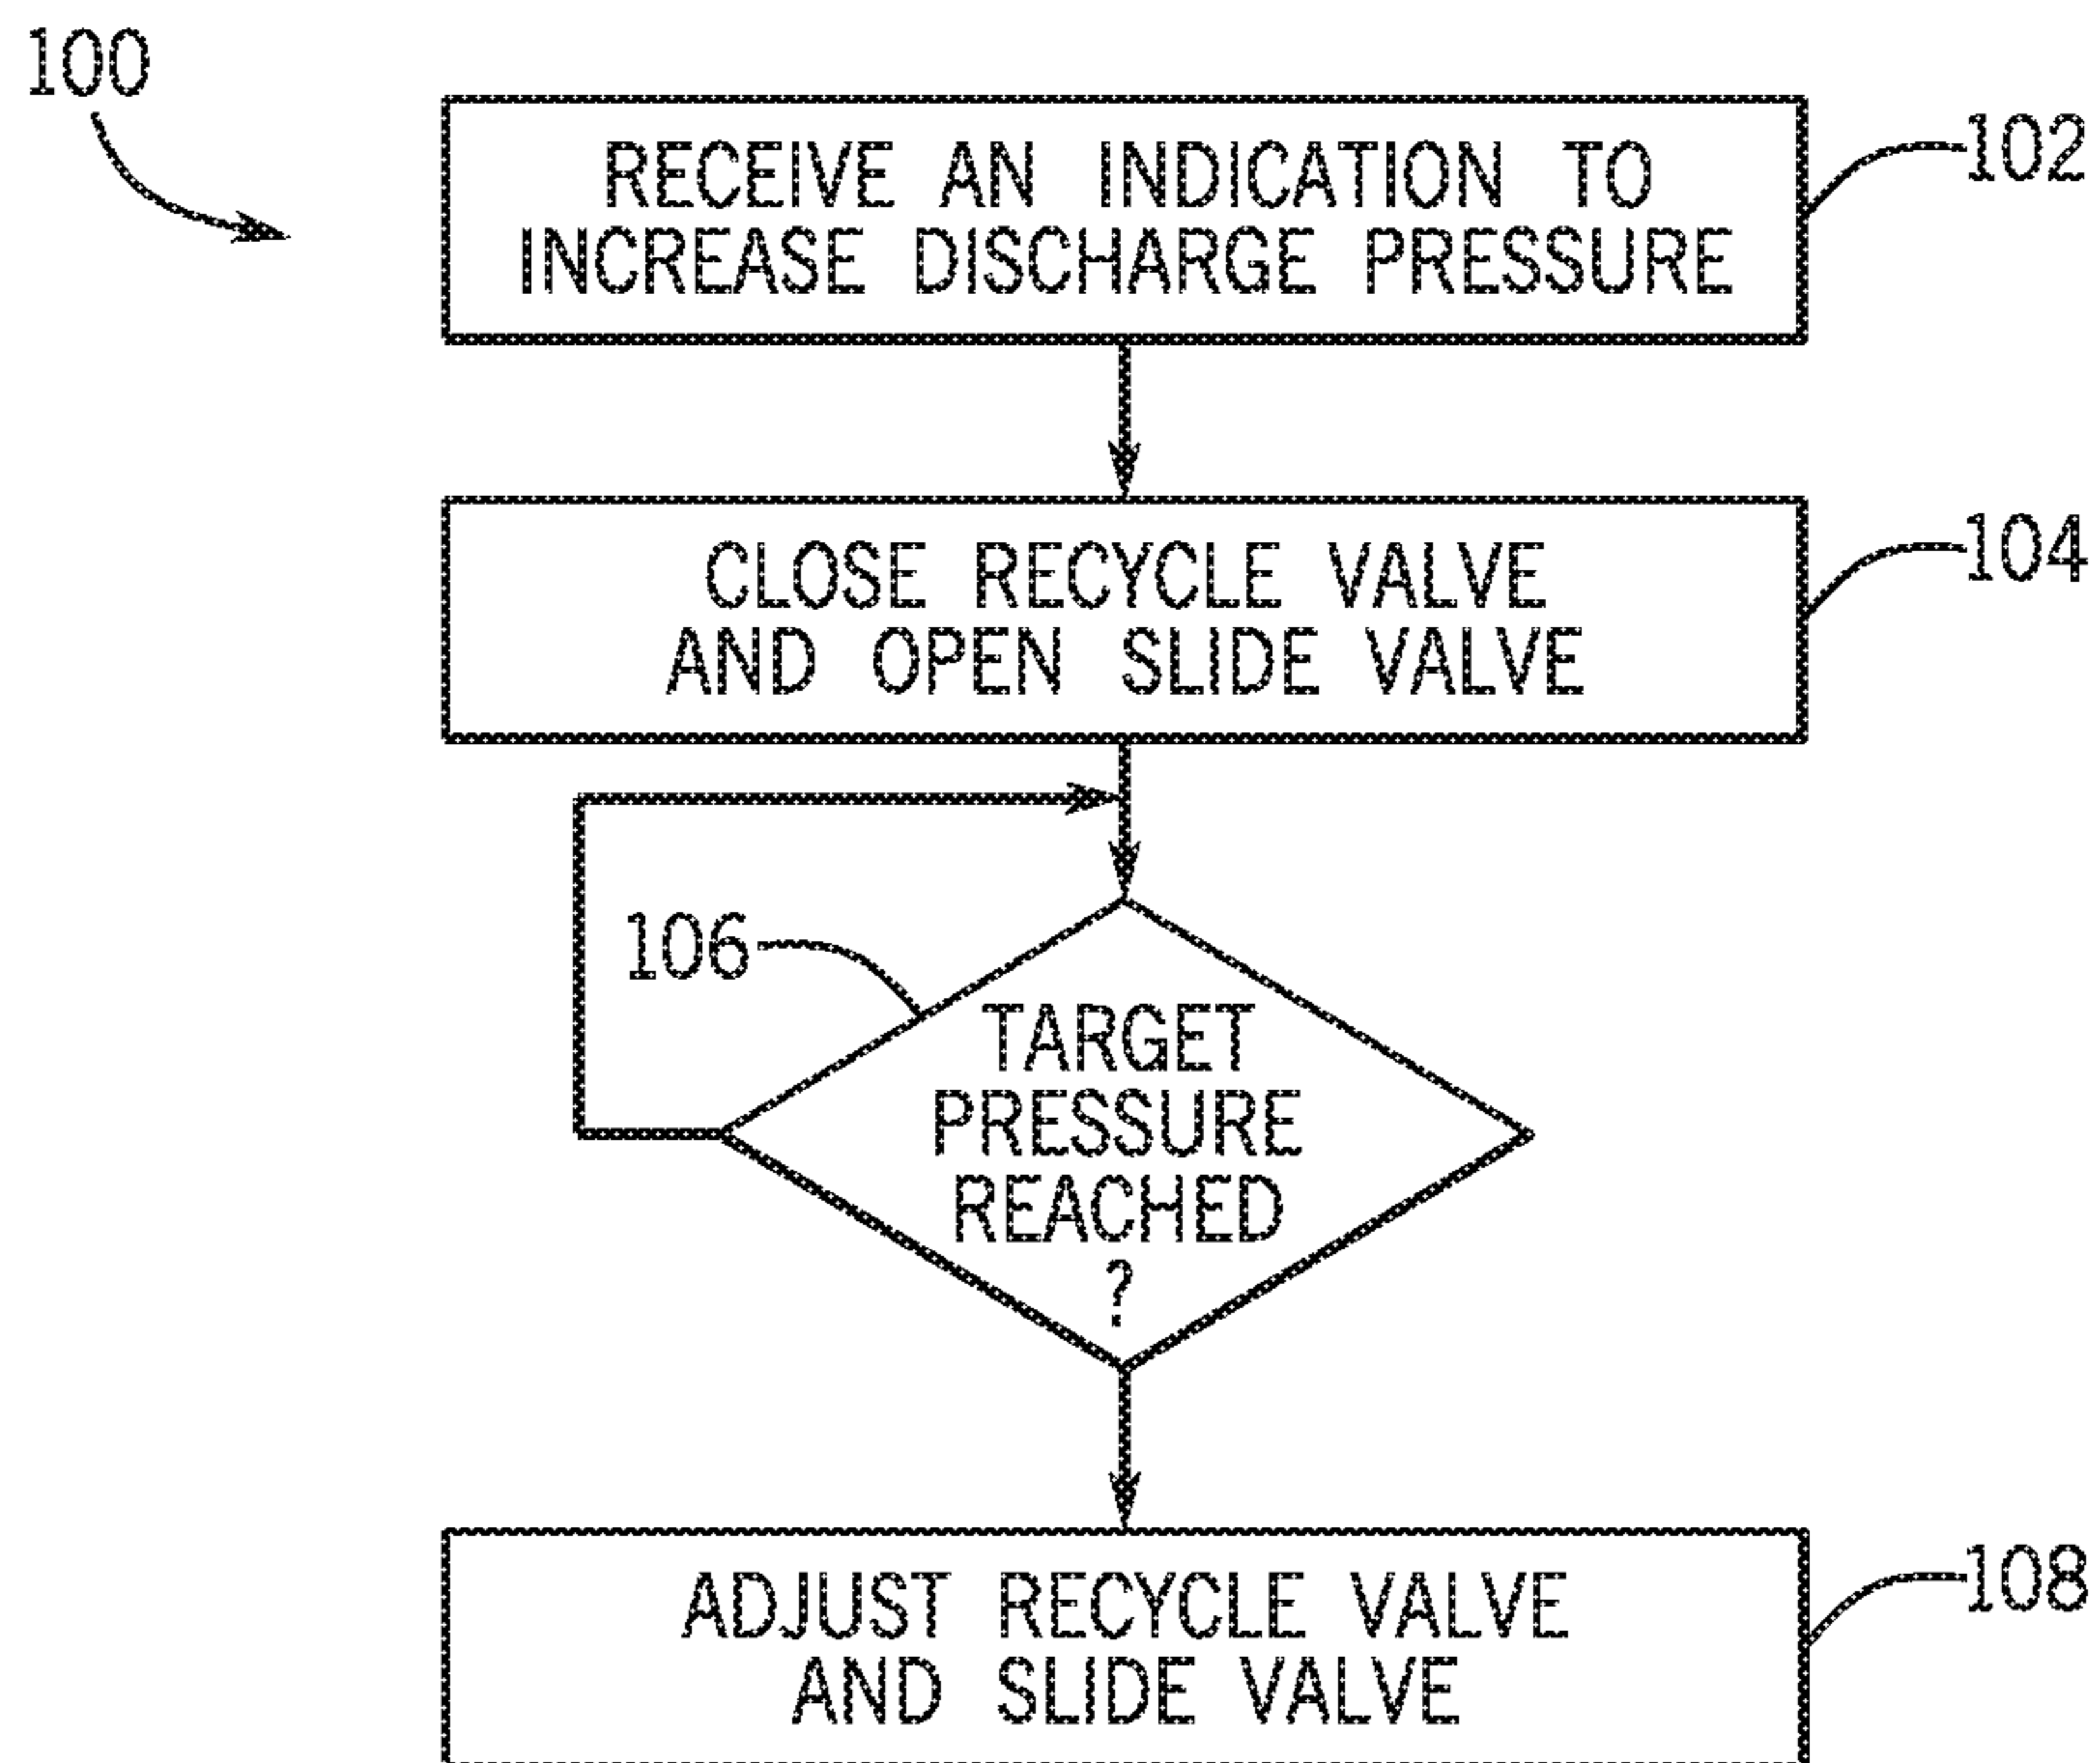 100
RECEIVE AN INDICATION TO
INCREASE DISCHARGE PRESSURE
102
CLOSE RECYCLE VALVE
AND OPEN SLIDE VALVE
104
106
TARGET
PRESSURE
REACHED
?
ADJUST RECYCLE VALVE
AND SLIDE VALVE
108